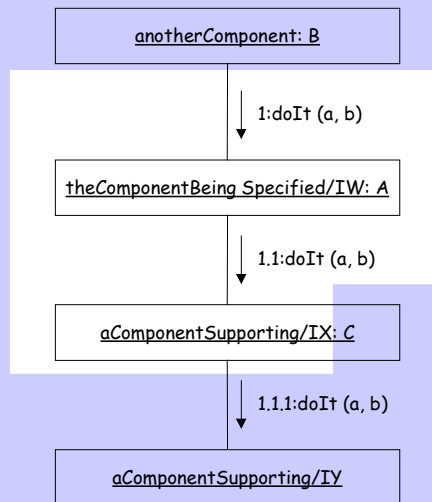 anotherComponent: B
1:doIt (a, b)
theComponentBeing Specified/IW: A
1.1:doIt (a, b)
aComponentSupporting/IX: C
1.1.1:doIt (a, b)
aComponentSupporting/IY